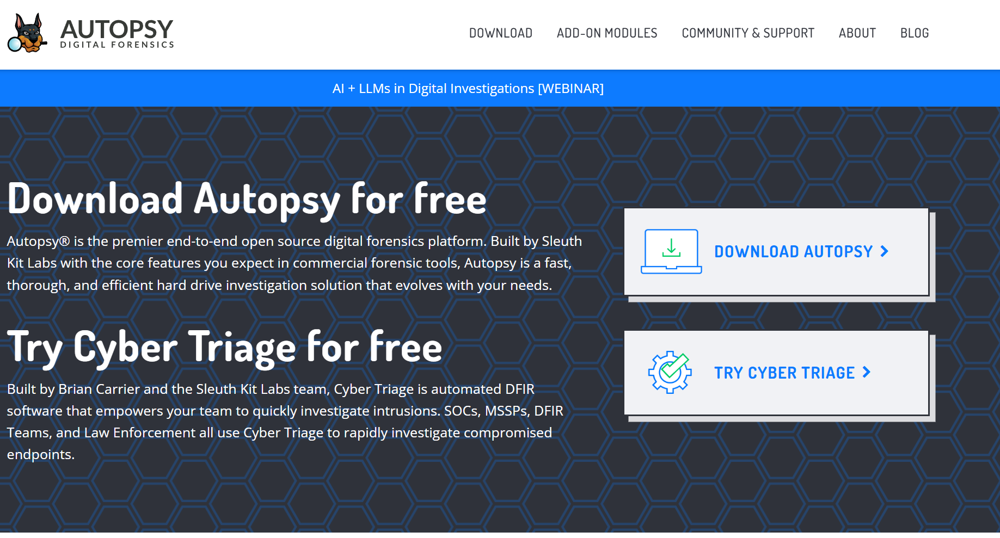 AUTOPSY
DIGITAL FORENSICS
DOWNLOAD ADD-ON MODULES COMMUNITY & SUPPORT ABOUT BLOG
AI + LLMs in Digital Investigations [WEBINAR]
Download Autopsy for free
Autopsy® is the premier end-to-end open source digital forensics platform. Built by Sleuth
Kit Labs with the core features you expect in commercial forensic tools, Autopsy is a fast,
thorough, and efficient hard drive investigation solution that evolves with your needs.
DOWNLOAD AUTOPSY
Try Cyber Triage for free
Built by Brian Carrier and the Sleuth Kit Labs team, Cyber Triage is automated DFIR
software that empowers your team to quickly investigate intrusions. SOCs, MSSPs, DFIR
Teams, and Law Enforcement all use Cyber Triage to rapidly investigate compromised
endpoints.
TRY CYBER TRIAGE